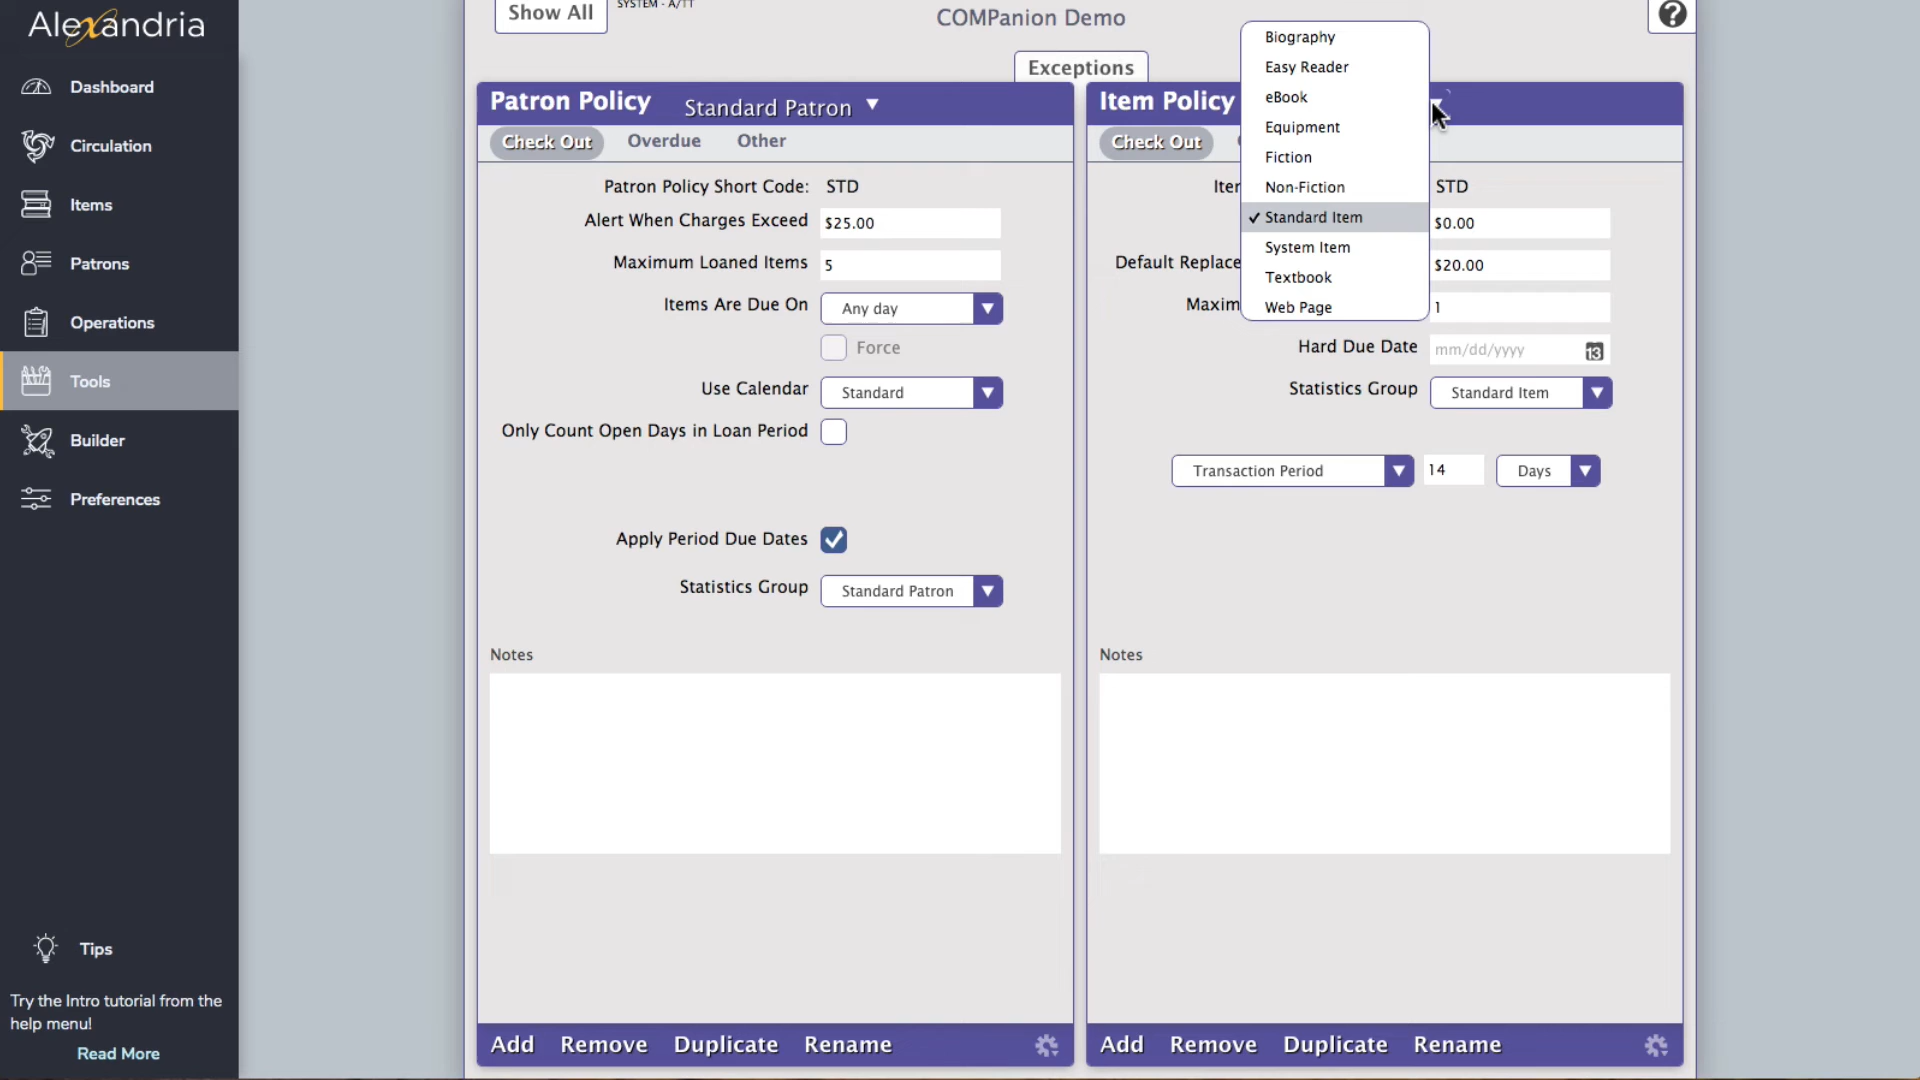 Alexandria
Dashboard
Circulation
Items
Patrons
Operations
Tools
Builder
Preferences
Tips
Try the Intro tutorial from the
help menu!
Read More
Show All
SYSTEM - A/TT
COMPanion Demo
?
Exceptions
Patron Policy Standard Patron ▼
Check Out Overdue Other
Patron Policy Short Code: STD
Alert When Charges Exceed $25.00
Maximum Loaned Items 5
Items Are Due On Any day ▼
Force
Use Calendar Standard ▼
Only Count Open Days in Loan Period
Apply Period Due Dates
Statistics Group Standard Patron ▼
Notes
Add Remove Duplicate Rename
Item Policy
Check Out
Biography
Easy Reader
eBook
Equipment
Fiction
Non-Fiction
✓ Standard Item
System Item
Textbook
Web Page
STD
$0.00
$20.00
1
Hard Due Date mm/dd/yyyy 13
Statistics Group Standard Item ▼
Transaction Period ▼ 14 Days ▼
Notes
Add Remove Duplicate Rename